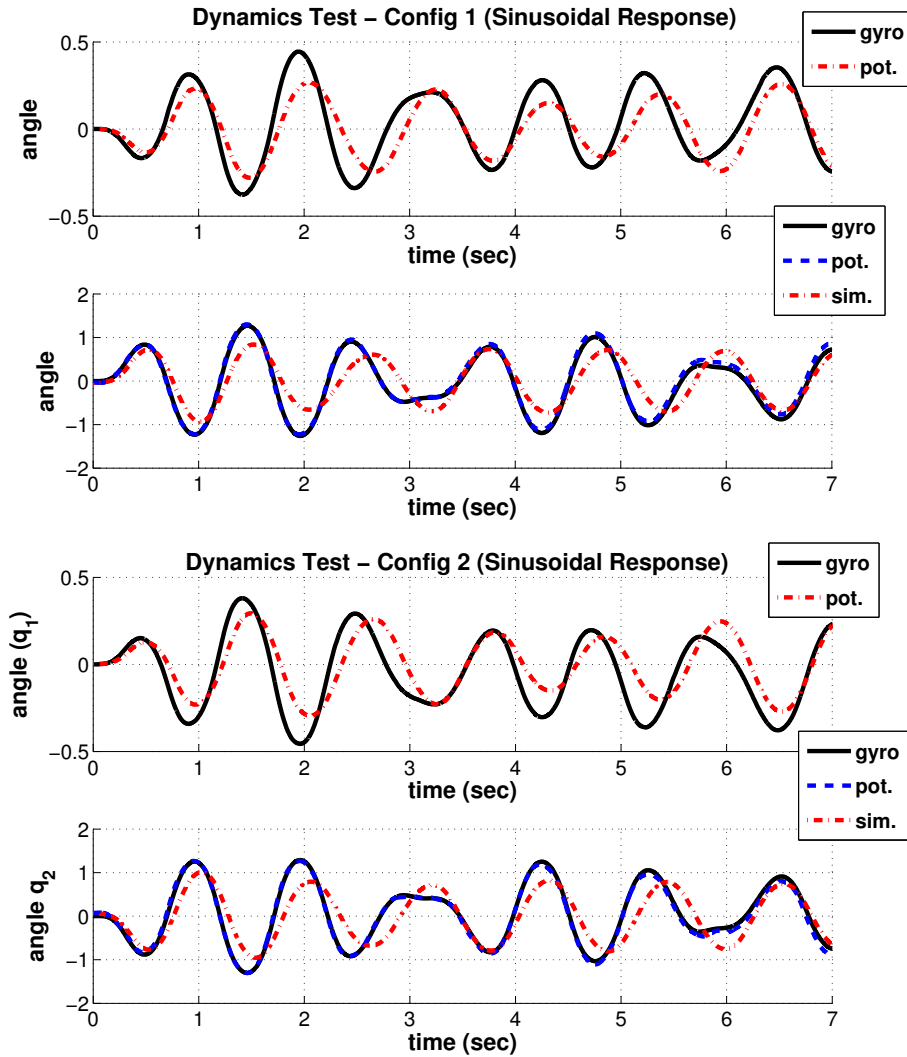 Dynamics Test − Config 1 (Sinusoidal Response)
gyro
pot.
angle
0.5
0
−0.5
0 1 2 3 4 5 6 7
time (sec)
gyro
pot.
sim.
angle
2
1
0
−1
−2
0 1 2 3 4 5 6 7
time (sec)
Dynamics Test − Config 2 (Sinusoidal Response)
gyro
pot.
angle (q_1)
0.5
0
−0.5
0 1 2 3 4 5 6 7
time (sec)
gyro
pot.
sim.
angle q_2
2
1
0
−1
−2
0 1 2 3 4 5 6 7
time (sec)